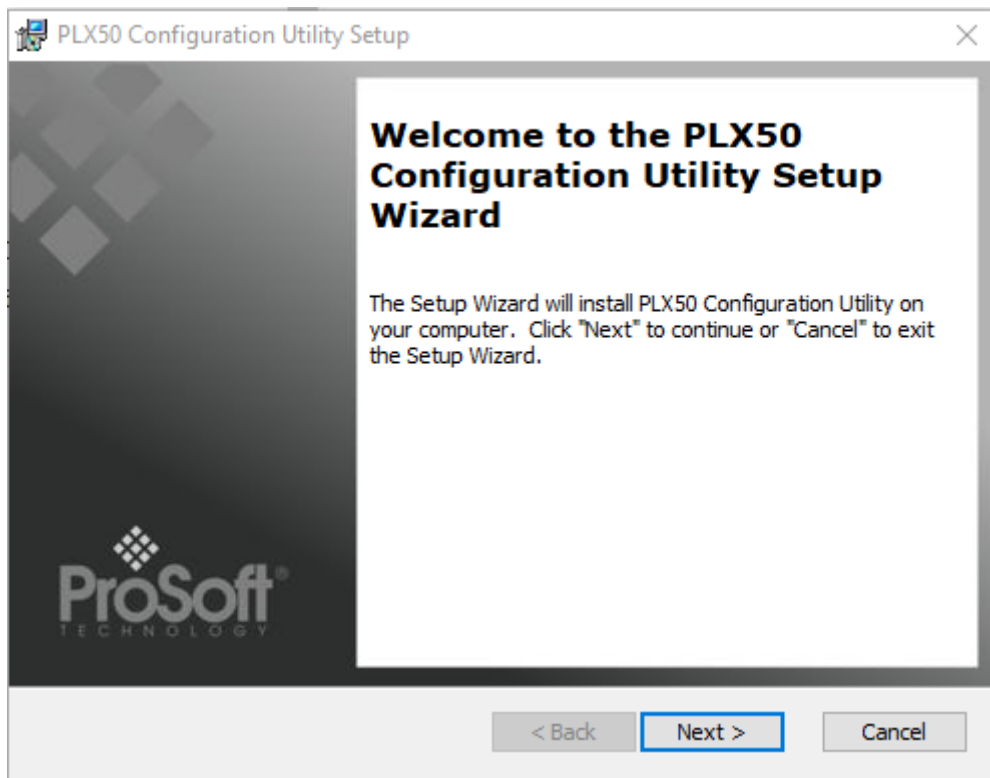 PLX50 Configuration Utility Setup
Welcome to the PLX50
Configuration Utility Setup
Wizard
The Setup Wizard will install PLX50 Configuration Utility on
your computer. Click "Next" to continue or "Cancel" to exit
the Setup Wizard.
ProSoft®
TECHNOLOGY
< Back
Next >
Cancel